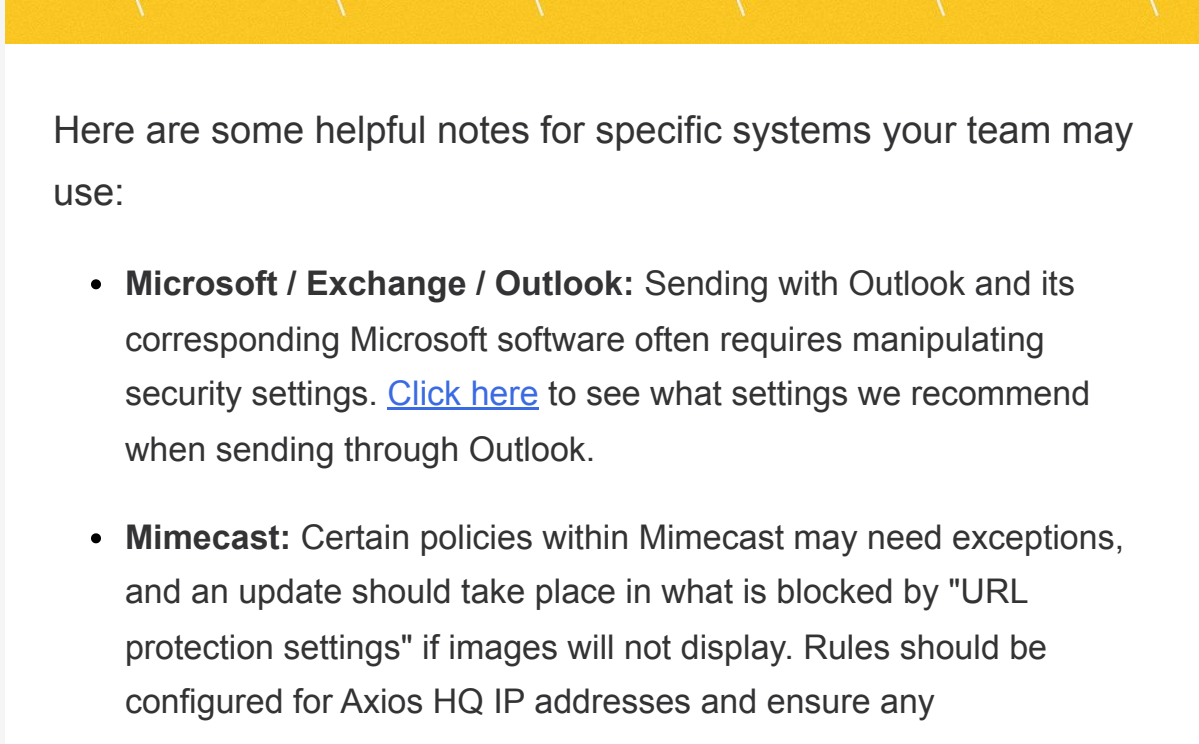 Here are some helpful notes for specific systems your team may
use:
• Microsoft / Exchange / Outlook: Sending with Outlook and its
corresponding Microsoft software often requires manipulating
security settings. Click here to see what settings we recommend
when sending through Outlook.
• Mimecast: Certain policies within Mimecast may need exceptions,
and an update should take place in what is blocked by "URL
protection settings" if images will not display. Rules should be
configured for Axios HQ IP addresses and ensure any